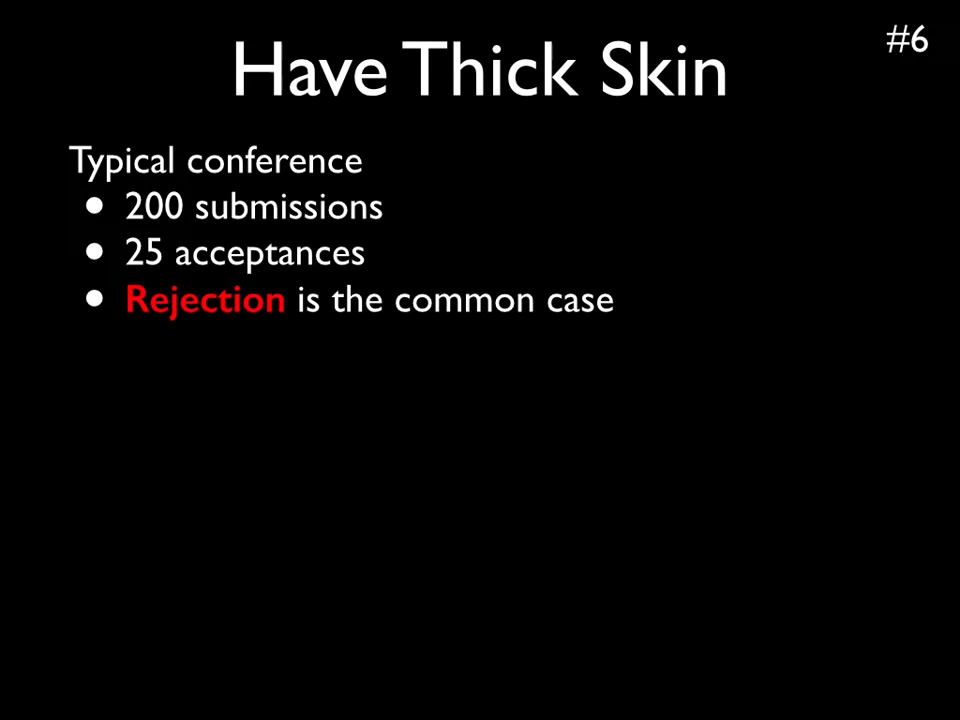 Have Thick Skin
#6
Typical conference
• 200 submissions
• 25 acceptances
• Rejection is the common case